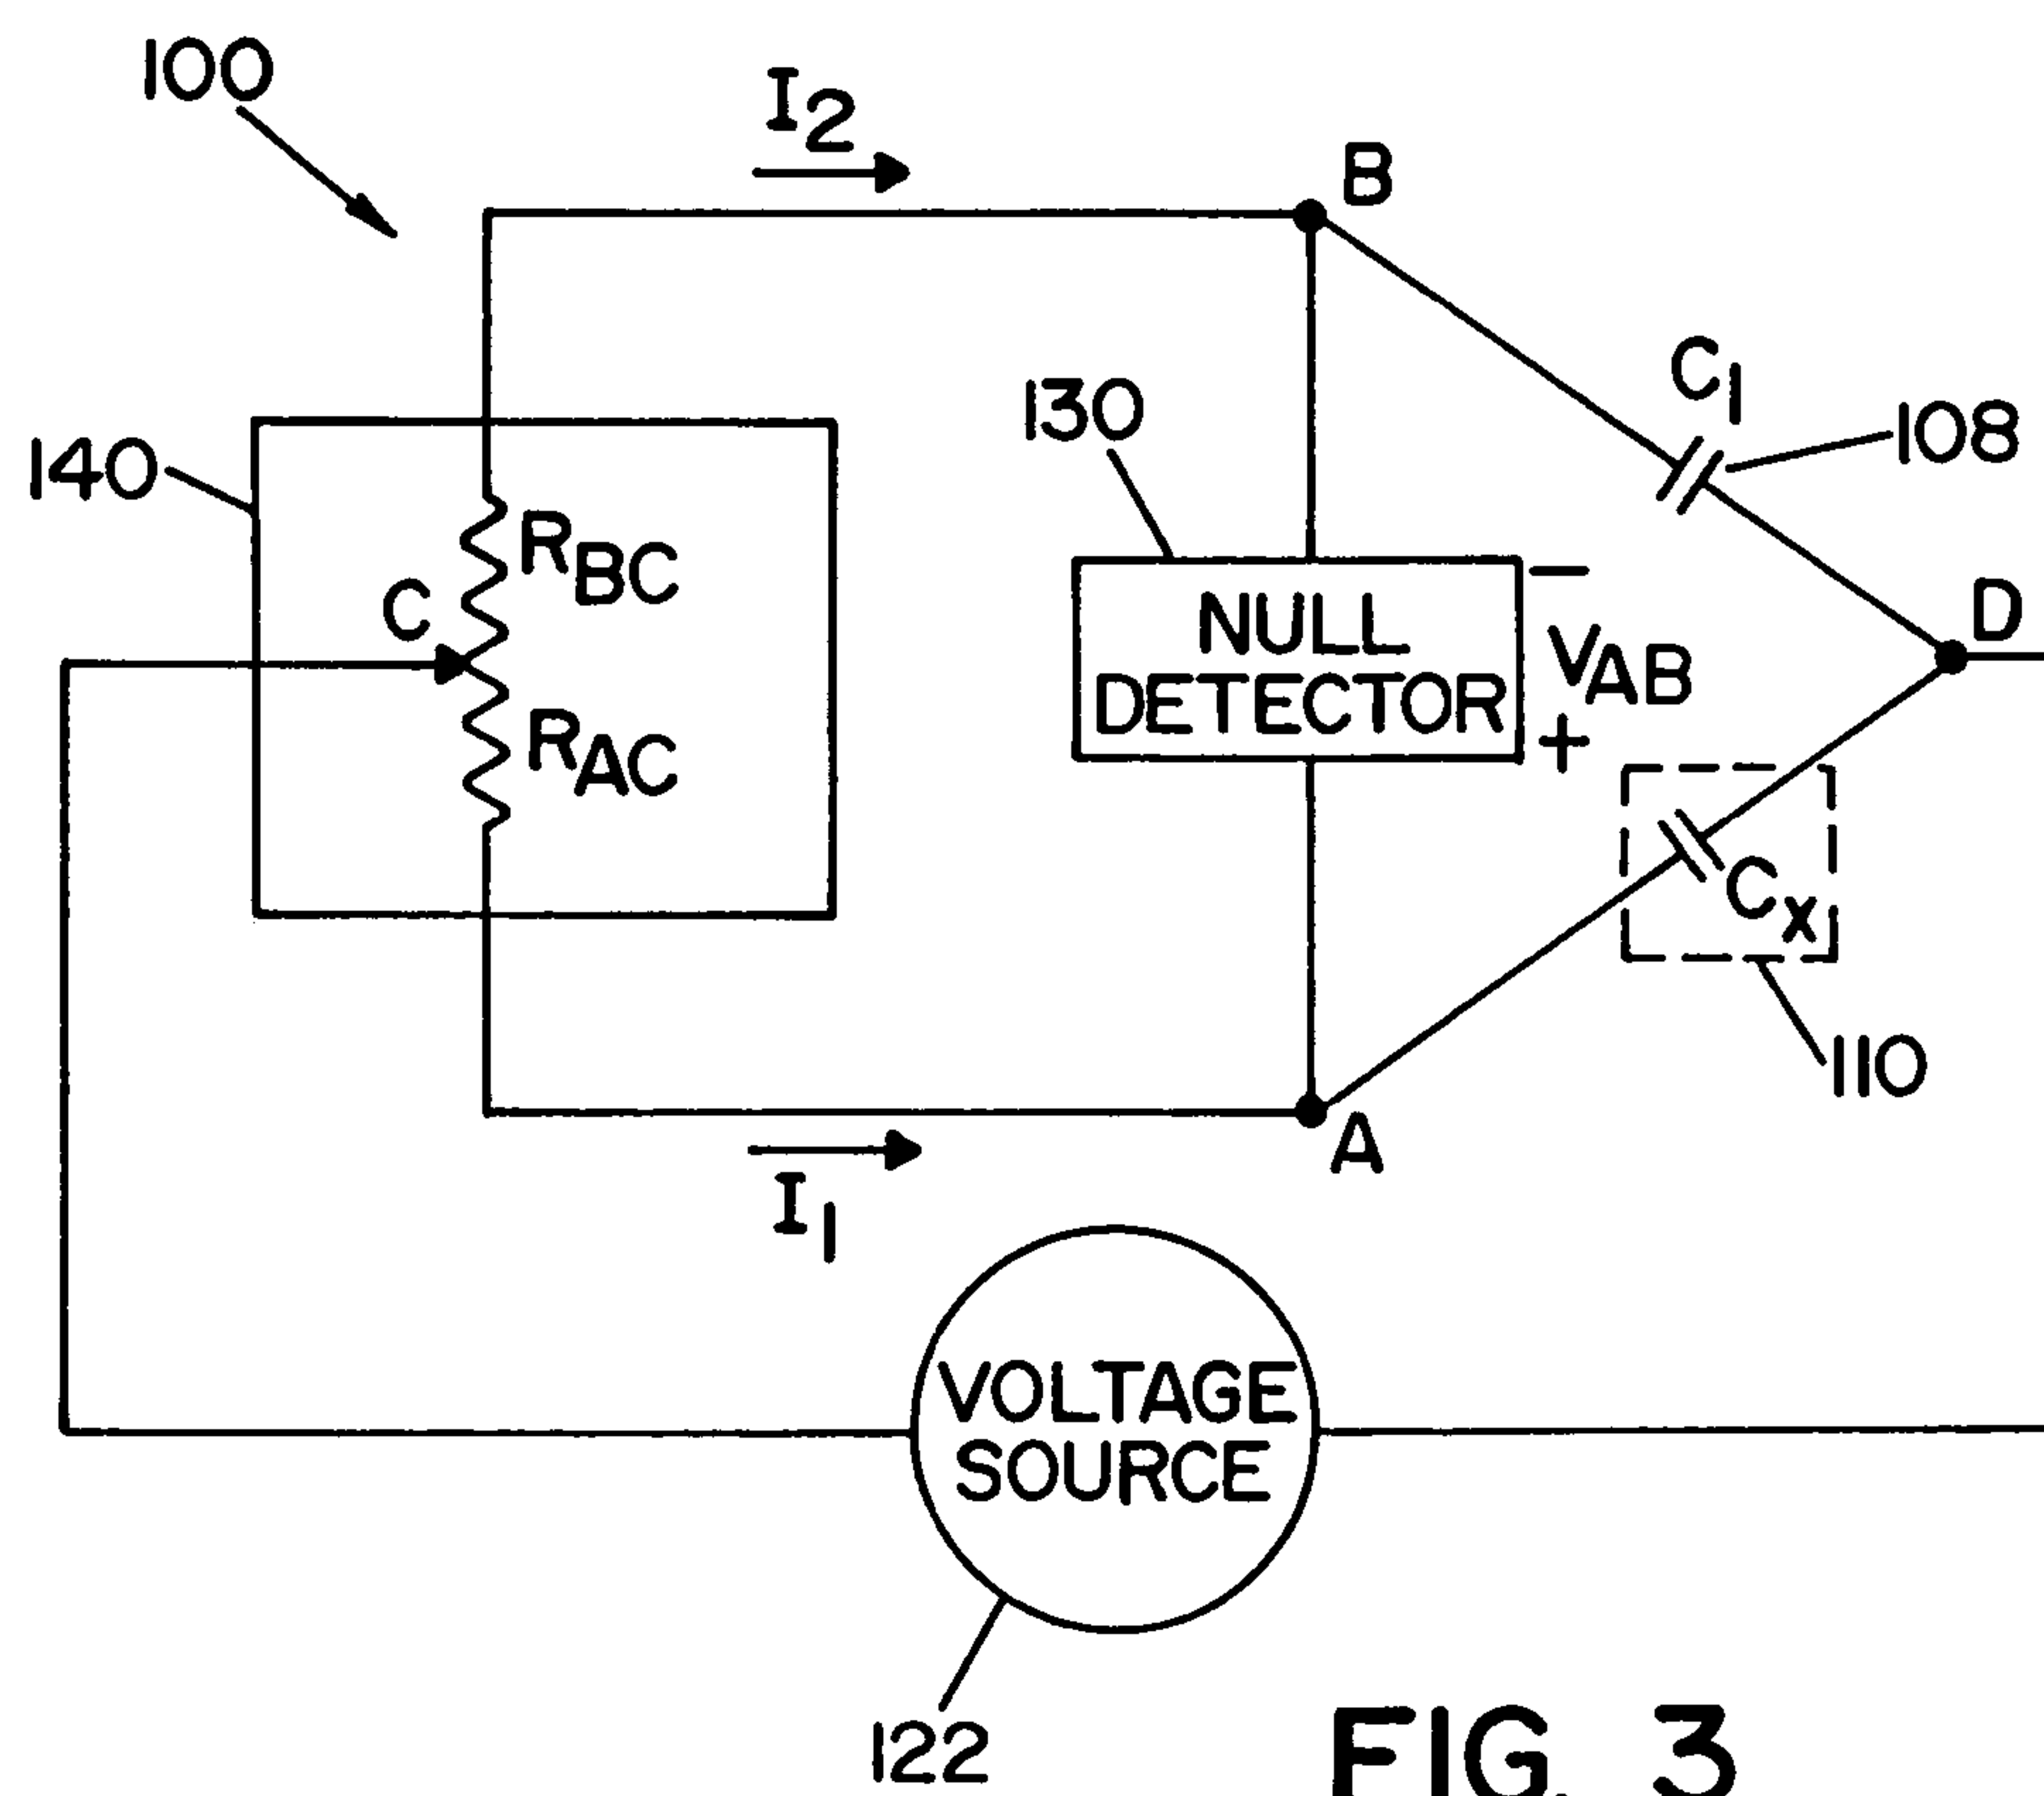 100
I2
B
C1
130
108
140
RBC
C
D
NULL
DETECTOR
−
VAB
+
RAC
CX
110
A
I1
VOLTAGE
SOURCE
122
FIG. 3